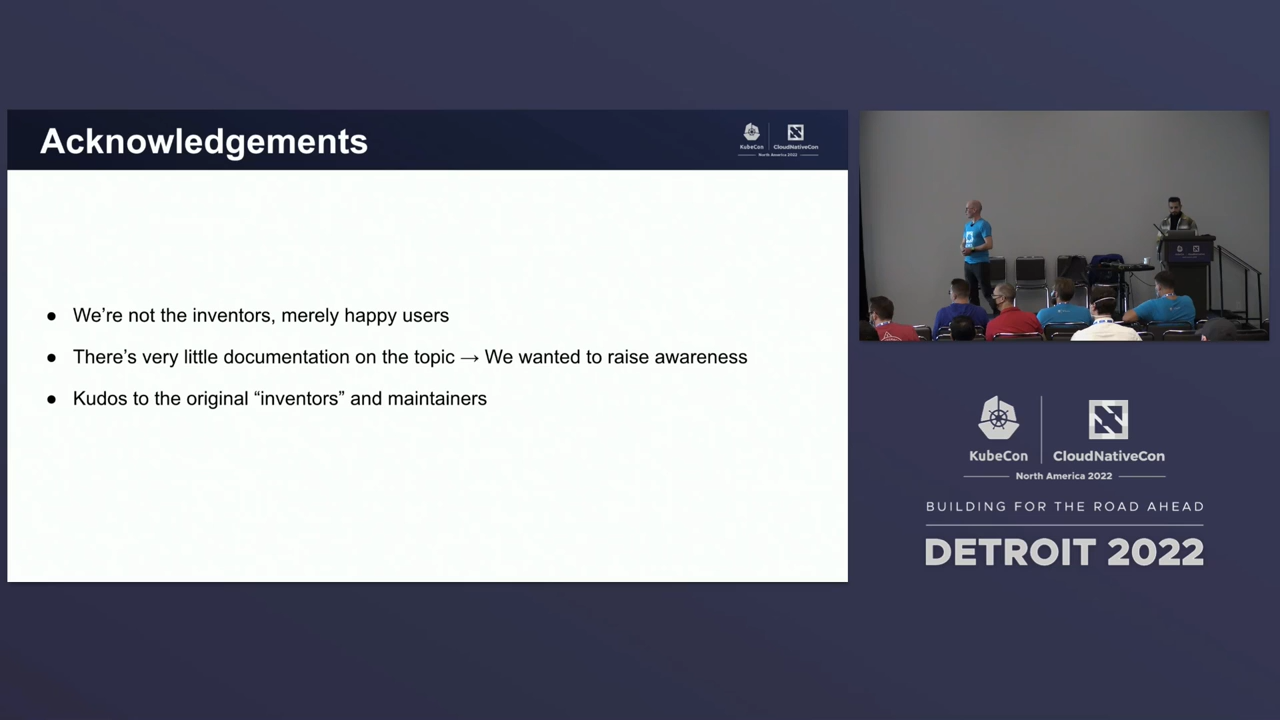 Acknowledgements
KubeCon
CloudNativeCon
North America 2022
● We’re not the inventors, merely happy users
● There’s very little documentation on the topic → We wanted to raise awareness
● Kudos to the original “inventors” and maintainers
KubeCon
CloudNativeCon
North America 2022
BUILDING FOR THE ROAD AHEAD
DETROIT 2022